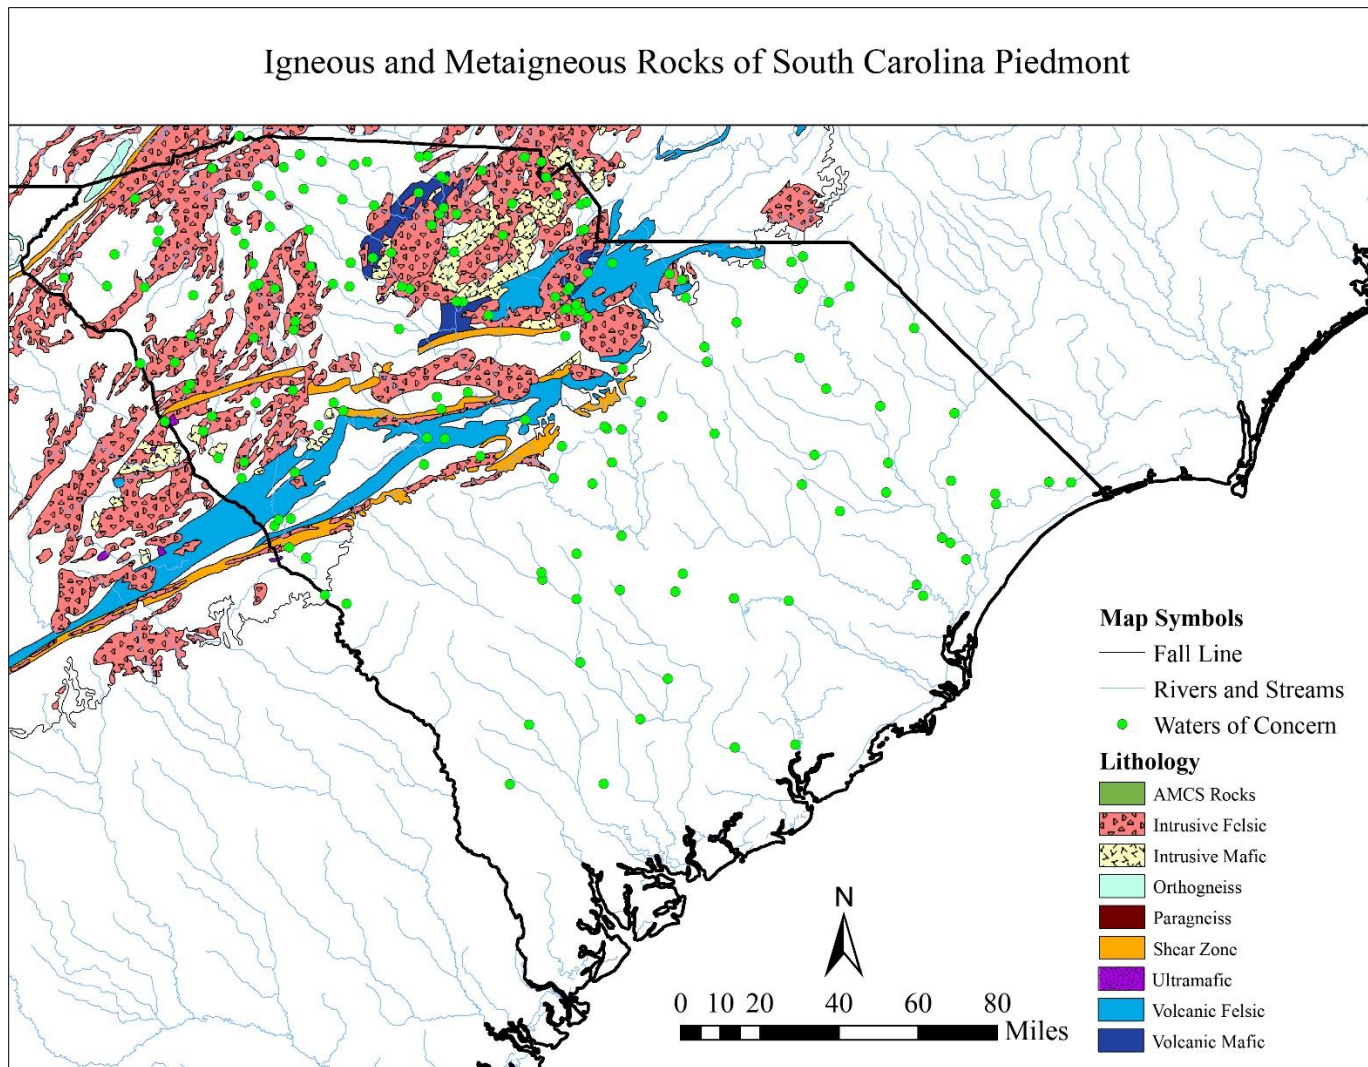 Igneous and Metaigneous Rocks of South Carolina Piedmont
Map Symbols
Fall Line
Rivers and Streams
Waters of Concern
Lithology
AMCS Rocks
Intrusive Felsic
Intrusive Mafic
Orthogneiss
Paragneiss
Shear Zone
Ultramafic
Volcanic Felsic
Volcanic Mafic
N
0 10 20 40 60 80
Miles